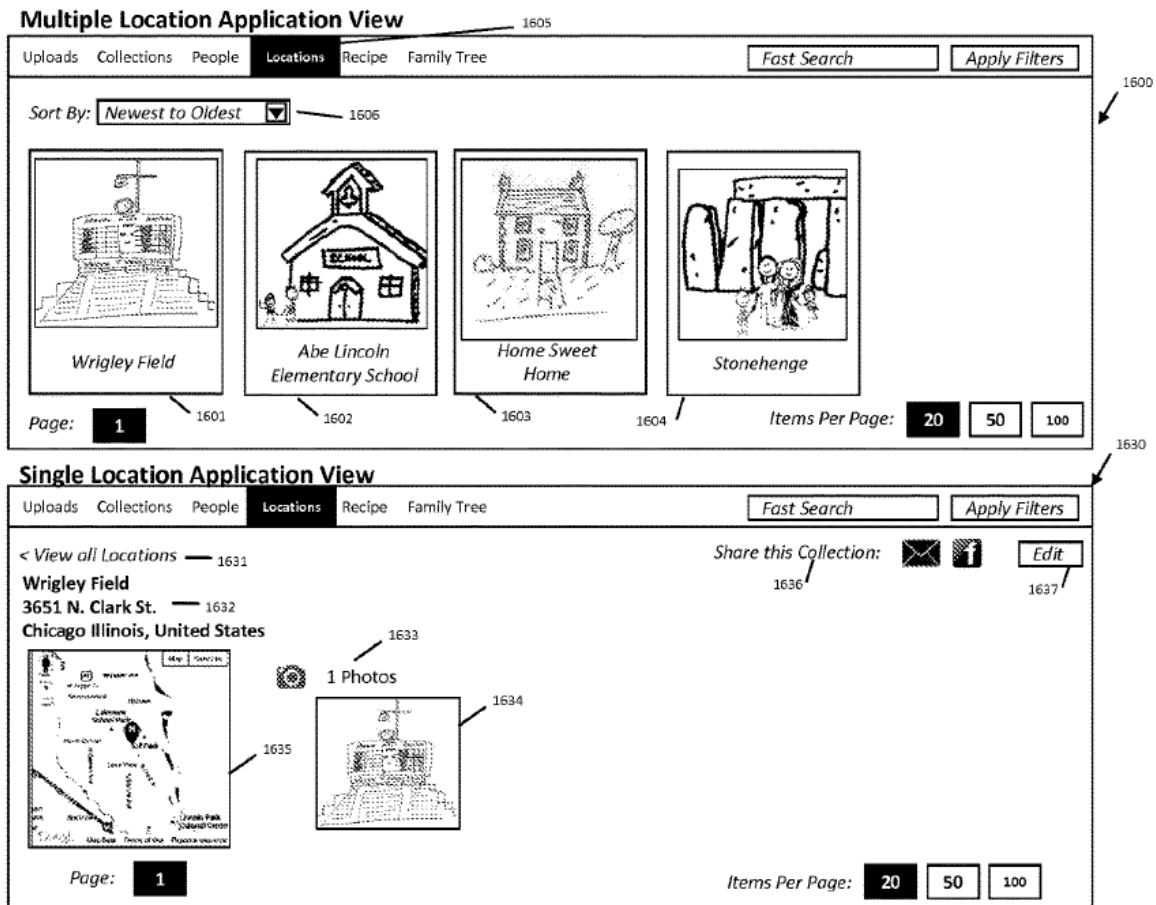 Multiple Location Application View
1605
Uploads Collections People Locations Recipe Family Tree Fast Search Apply Filters
1600
Sort By: Newest to Oldest 1606
SCHOOL
Wrigley Field
Abe Lincoln
Elementary School
Home Sweet
Home
Stonehenge
1601 1602 1603 1604
Page: 1 Items Per Page: 20 50 100
1630
Single Location Application View
Uploads Collections People Locations Recipe Family Tree Fast Search Apply Filters
< View all Locations 1631 Share this Collection: f Edit
1636 1637
Wrigley Field
3651 N. Clark St. 1632
Chicago Illinois, United States
1633
1 Photos
Map
1634
1635
Page: 1 Items Per Page: 20 50 100